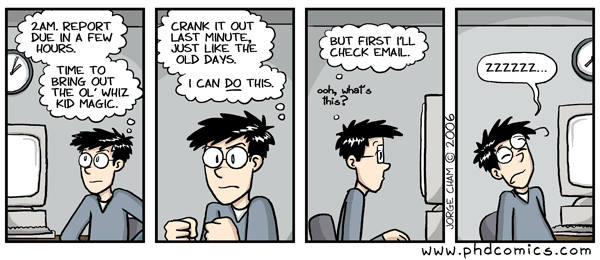 2AM. REPORT
DUE IN A FEW
HOURS.
TIME TO
BRING OUT
THE OL' WHIZ
KID MAGIC.
CRANK IT OUT
LAST MINUTE,
JUST LIKE THE
OLD DAYS.
I CAN DO THIS.
BUT FIRST I'LL
CHECK EMAIL.
ooh, what's
this?
ZZZZZZ...
JORGE CHAM © 2006
www.phdcomics.com